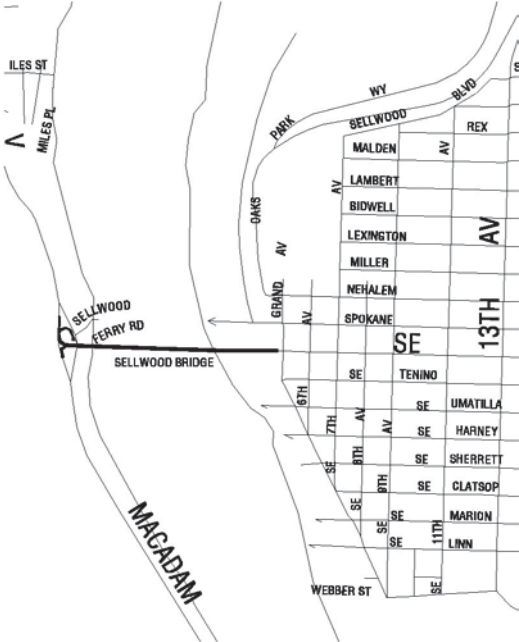 ILES ST
MILES PL
V
WY
PARK
SELLWOOD
BLVD
S
REX
MALDEN
AV
LAMBERT
AV
BIDWELL
OAKS
LEXINGTON
AV
AV
MILLER
NEHALEM
GRAND
13TH
SPOKANE
AV
SELLWOOD
FERRY RD
SE
SELLWOOD BRIDGE
SE
TENINO
6TH
SE
UMATILLA
7TH
AV
AV
SE
HARNEY
8TH
SE
SHERRETT
SE
9TH
SE
CLATSOP
SE
MACADAM
SE
MARION
SE
11TH
SE
LINN
WEBBER ST
SE